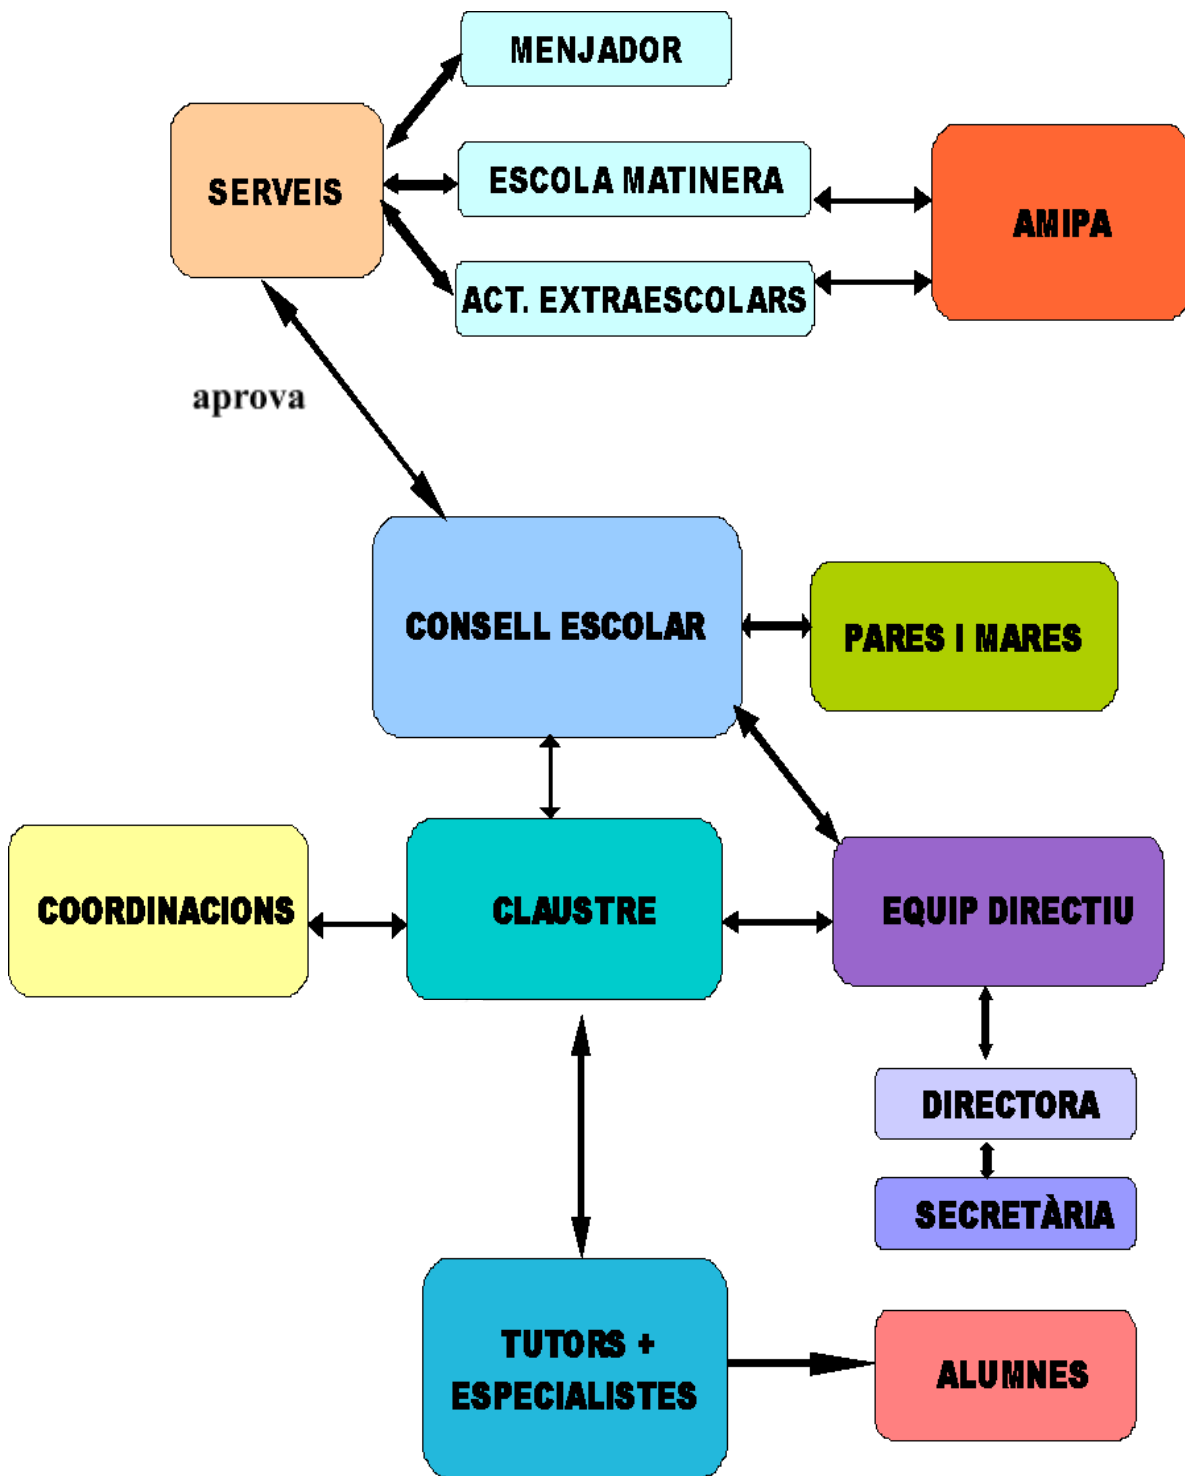 MENJADOR
SERVEIS
ESCOLA MATINERA
AMIPA
ACT. EXTRAESCOLARS
aprova
CONSELL ESCOLAR
PARES I MARES
COORDINACIONS
CLAUSTRE
EQUIP DIRECTIU
DIRECTORA
SECRETÀRIA
TUTORS +
ESPECIALISTES
ALUMNES